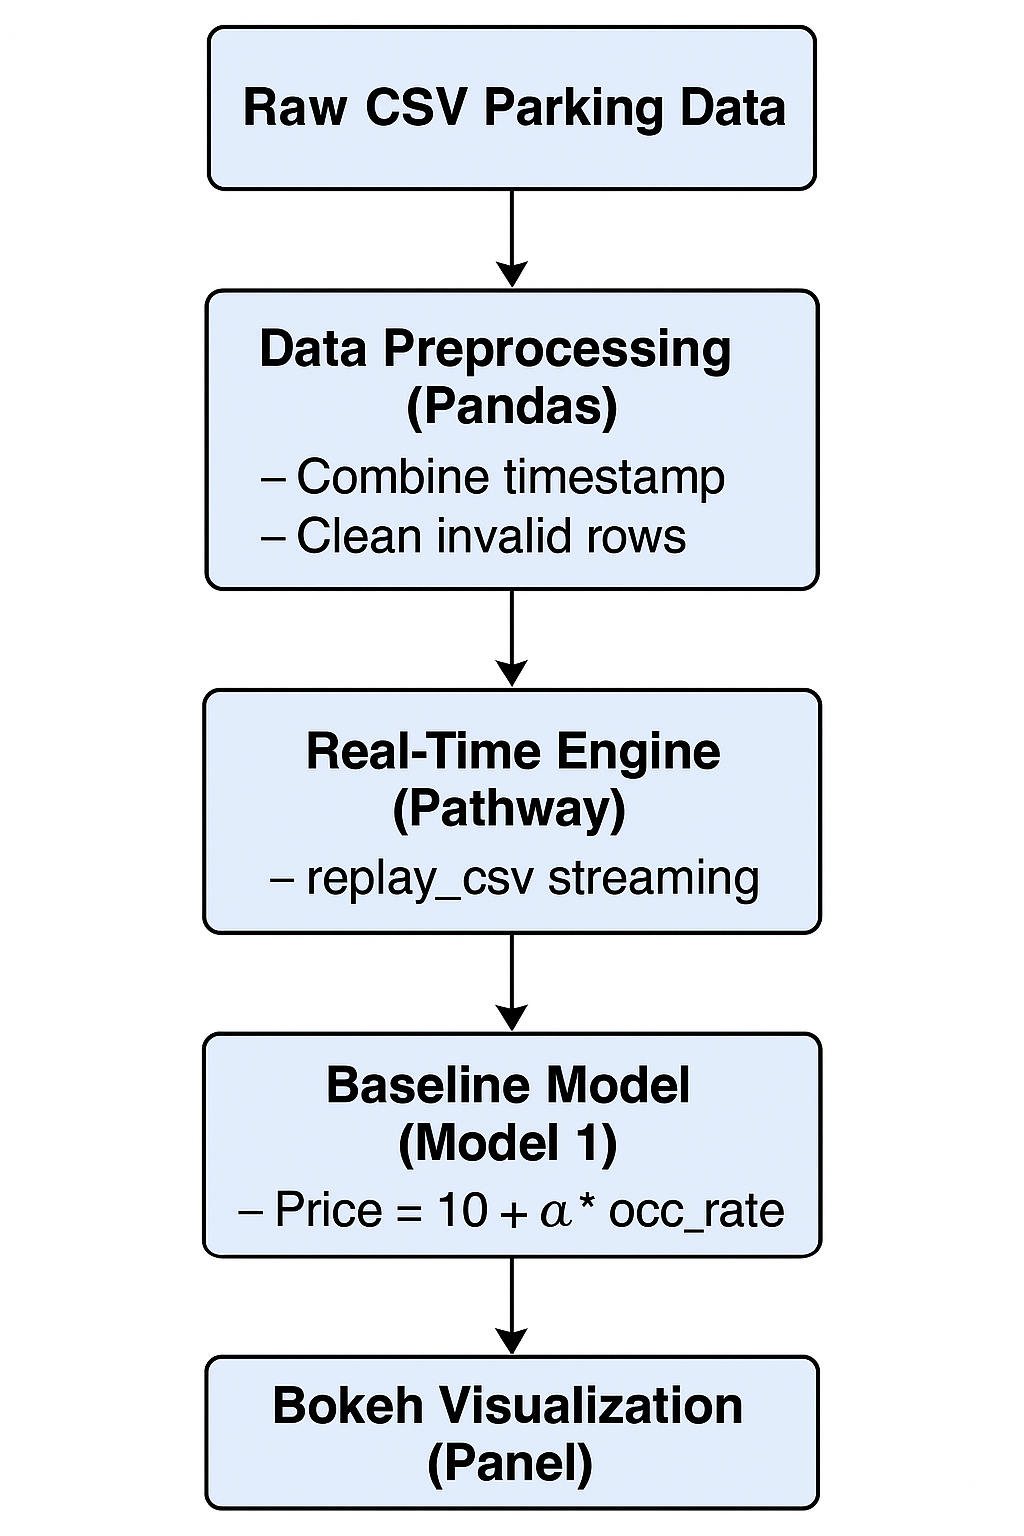 Raw CSV Parking Data
Data Preprocessing
(Pandas)
– Combine timestamp
– Clean invalid rows
Real-Time Engine
(Pathway)
– replay_csv streaming
Baseline Model
(Model 1)
– Price = 10 + α * occ_rate
Bokeh Visualization
(Panel)